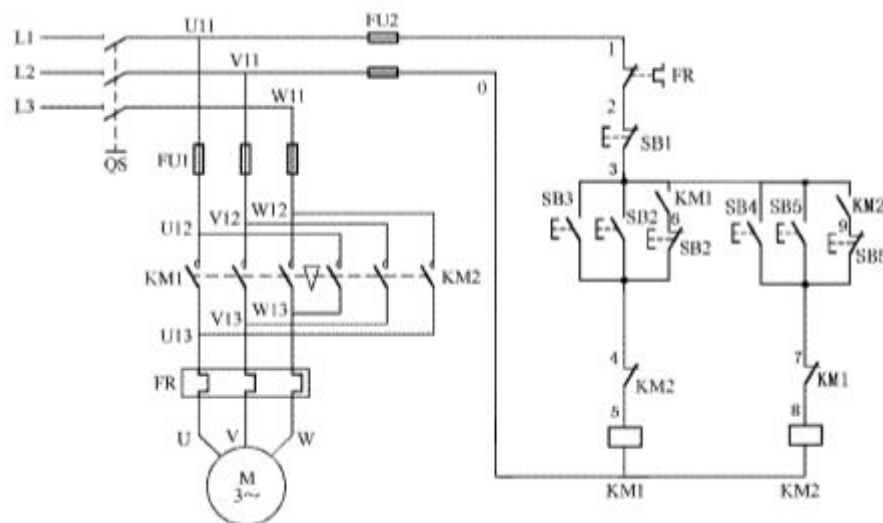 U11 FU2
L1 1
V11
L2 0 FR
W11 2
L3
SB1
QS FU1 3
SB3 KM1 SB4 SB5 KM2
SB2 6 9
V12 W12 SB2 SB5
U12
KM1 KM2
W13
V13
U13
4 7
FR KM2 KM1
5 8
U V W
M
3~ KM1 KM2